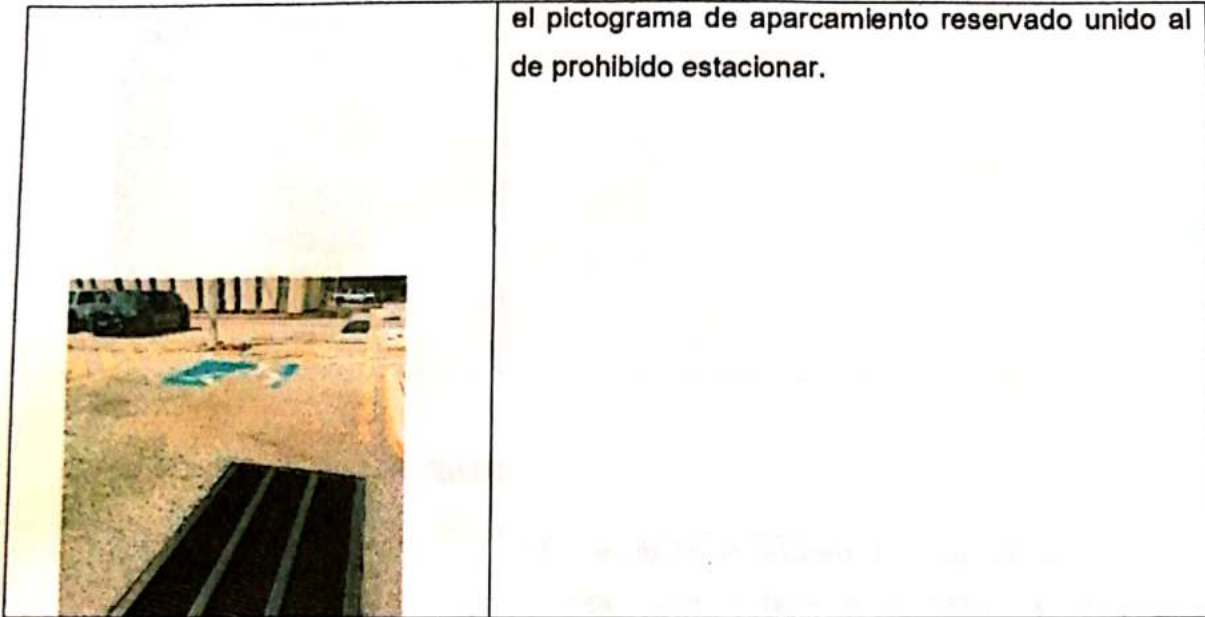 el pictograma de aparcamiento reservado unido al
de prohibido estacionar.